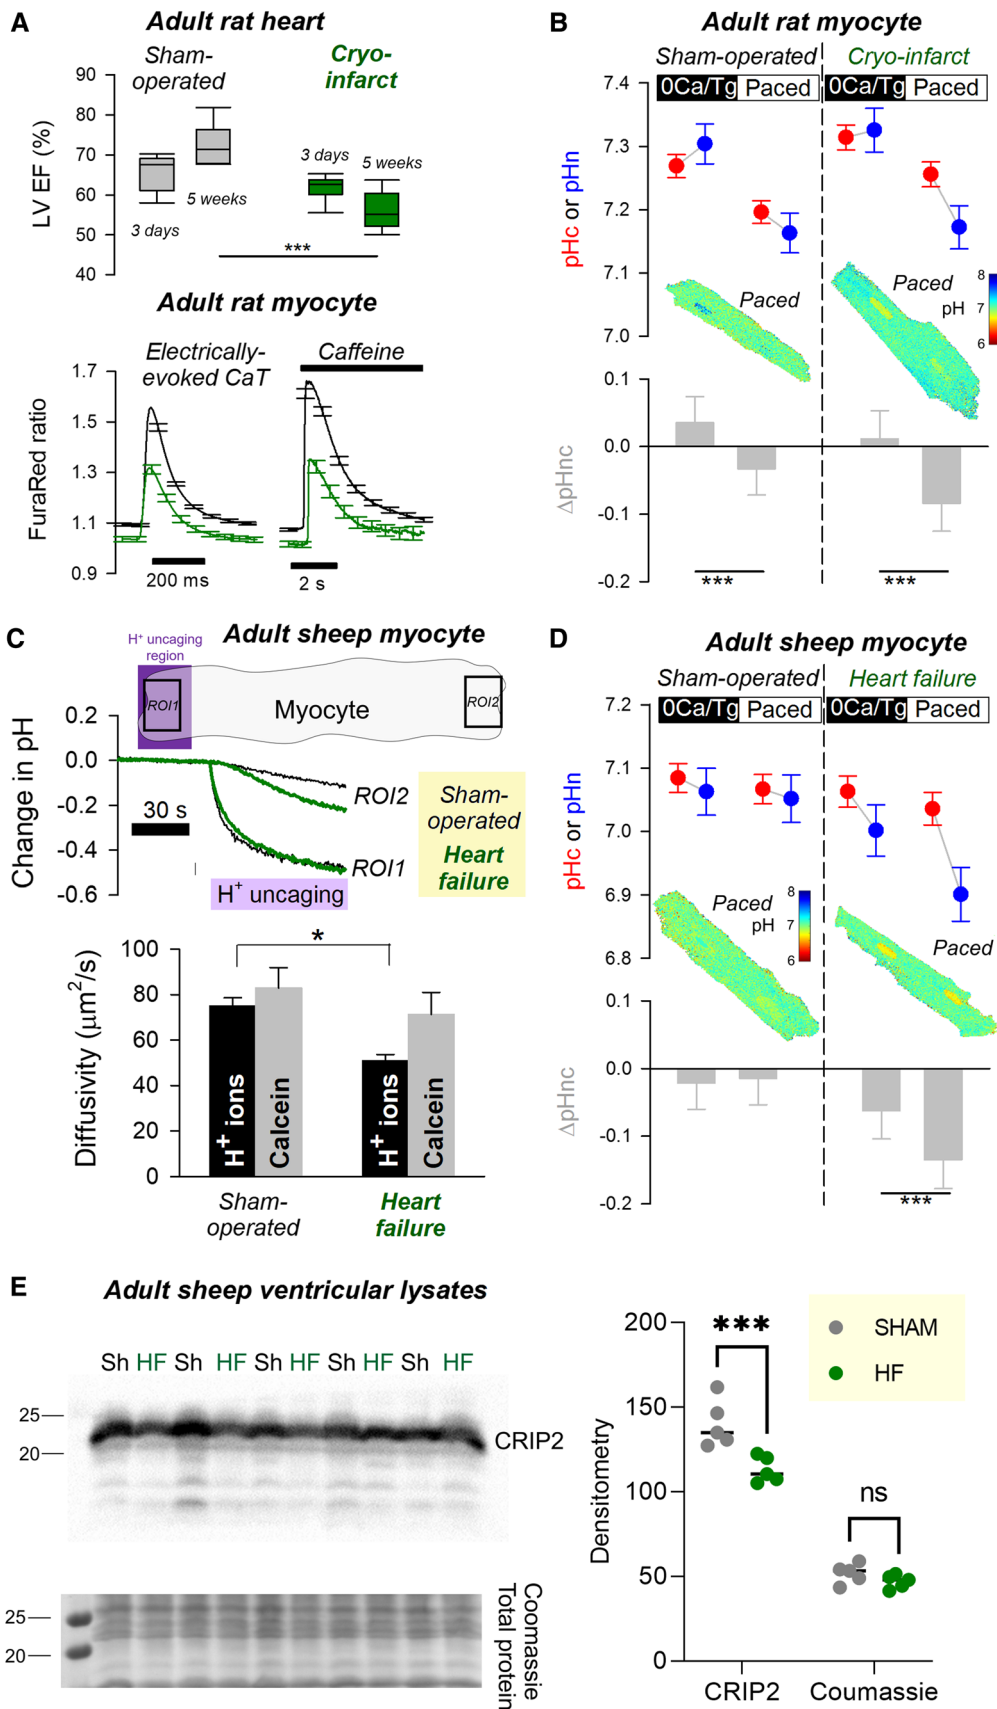 A
Adult rat heart
Sham-
operated
Cryo-
infarct
LV EF (%)
90
80
70
60
50
40
3 days
5 weeks
3 days
5 weeks
***
Adult rat myocyte
Electrically-
evoked CaT
Caffeine
FuraRed ratio
1.7
1.5
1.3
1.1
0.9
200 ms
2 s
B
Adult rat myocyte
Sham-operated
Cryo-infarct
0Ca/Tg Paced
0Ca/Tg Paced
pHc or pHn
7.4
7.3
7.2
7.1
7.0
Paced
Paced
pH
8
7
6
ΔpHnc
0.1
0.0
-0.1
-0.2
***
***
C
Adult sheep myocyte
H+ uncaging
region
ROI1
Myocyte
ROI2
Change in pH
0.2
0.0
-0.2
-0.4
-0.6
30 s
ROI2
ROI1
H+ uncaging
Sham-
operated
Heart
failure
Diffusivity (μm2/s)
100
80
60
40
20
0
*
H+ ions
Calcein
H+ ions
Calcein
Sham-
operated
Heart
failure
D
Adult sheep myocyte
Sham-operated
Heart failure
0Ca/Tg Paced
0Ca/Tg Paced
pHc or pHn
7.2
7.1
7.0
6.9
6.8
Paced
pH
8
7
6
Paced
ΔpHnc
0.1
0.0
-0.1
-0.2
***
E
Adult sheep ventricular lysates
Sh HF Sh HF Sh HF Sh HF Sh HF
25
20
CRIP2
25
20
Coomassie
Total protein
Densitometry
200
150
100
50
0
***
ns
SHAM
HF
CRIP2
Coumassie